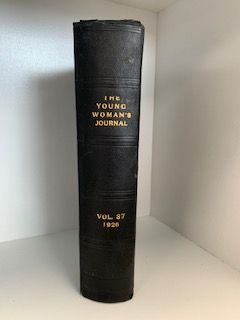 THE
YOUNG
WOMAN'S
JOURNAL
VOL. 37
1926